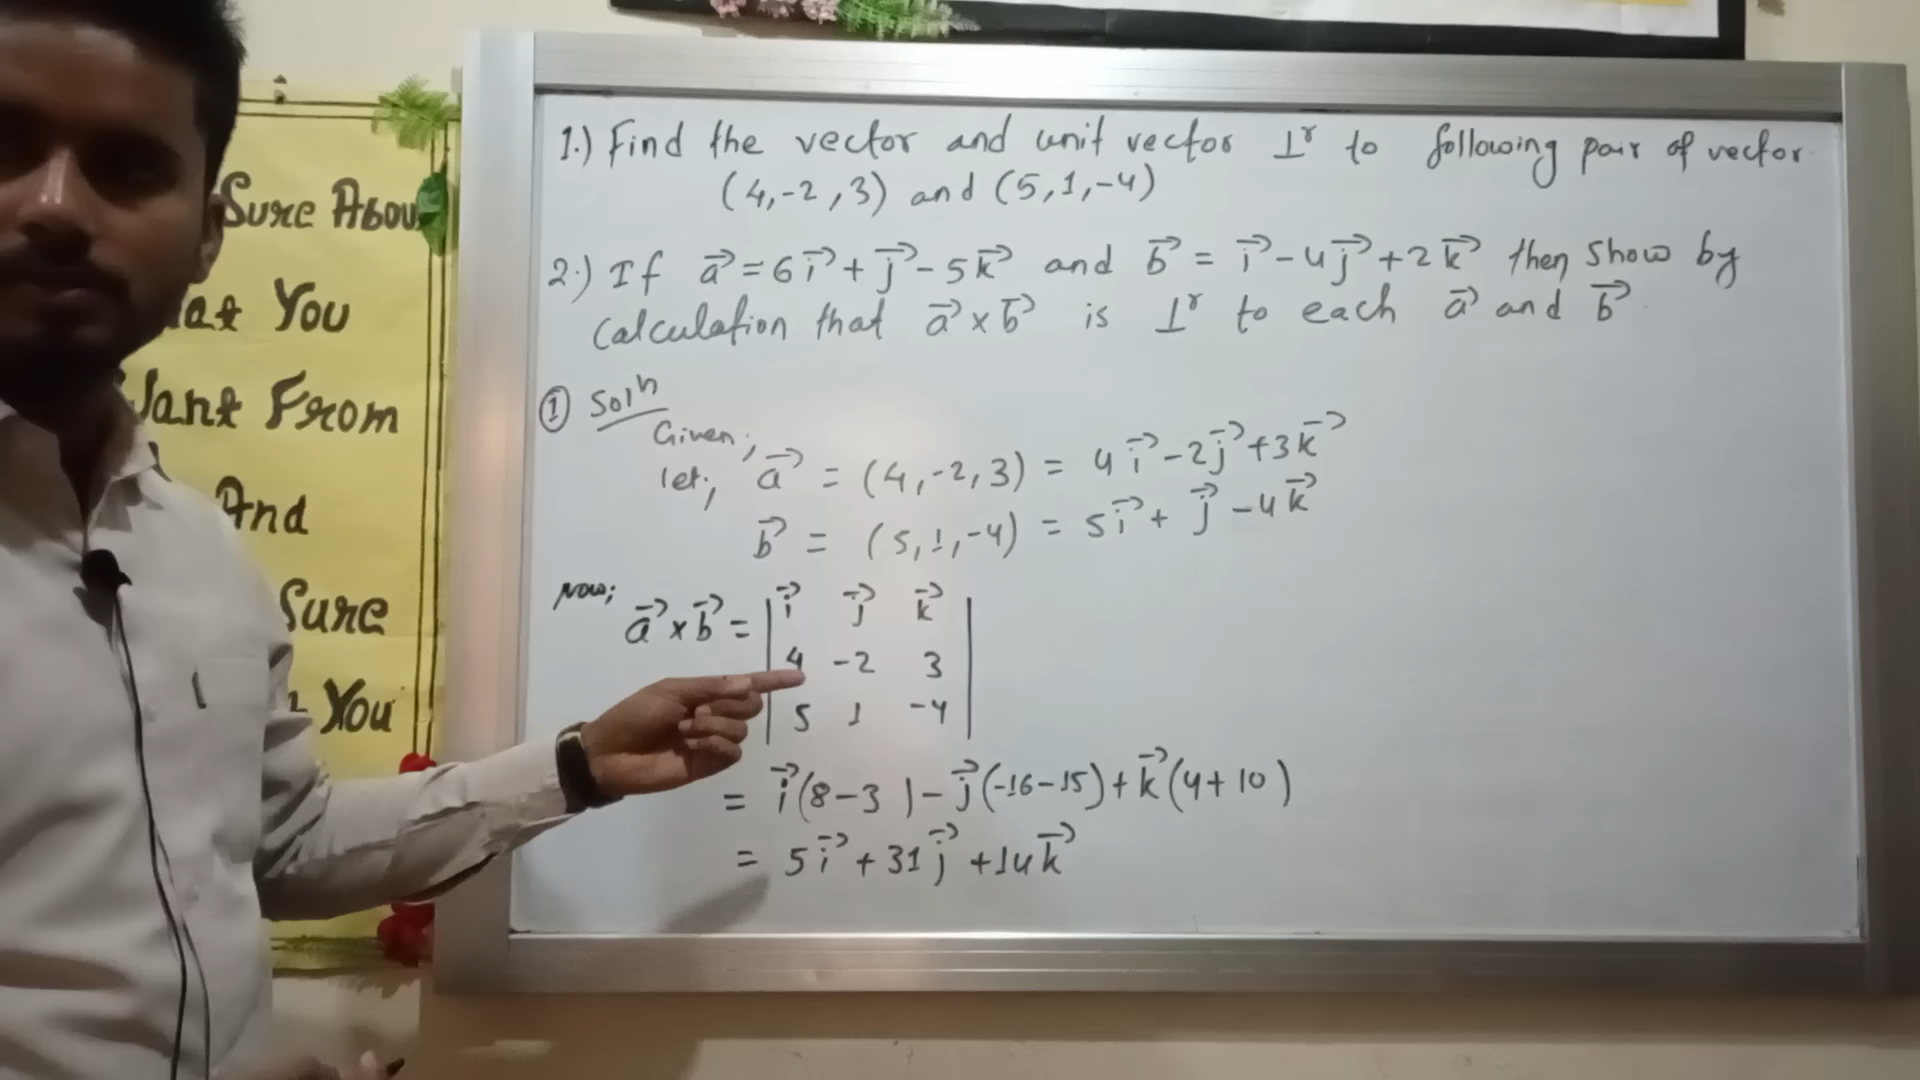 Sure Abou
You
Want From
And
Sure
You
1.) Find the vector and unit vector ⊥r to following pair of vector
(4,-2,3) and (5,1,-4)
2.) If a⃗ = 6i⃗ + j⃗ - 5k⃗ and b⃗ = i⃗ - 4j⃗ + 2k⃗ then show by
calculation that a⃗ x b⃗ is ⊥r to each a⃗ and b⃗
① Soln
Given;
let;, a⃗ = (4,-2,3) = 4i⃗ - 2j⃗ + 3k⃗
b⃗ = (5,1,-4) = 5i⃗ + j⃗ - 4k⃗
Now;
a⃗ x b⃗ = | i⃗ j⃗ k⃗ |
4 -2 3
5 1 -4
= i⃗(8-3) - j⃗(-16-15) + k⃗(4+10)
= 5i⃗ + 31j⃗ + 14k⃗